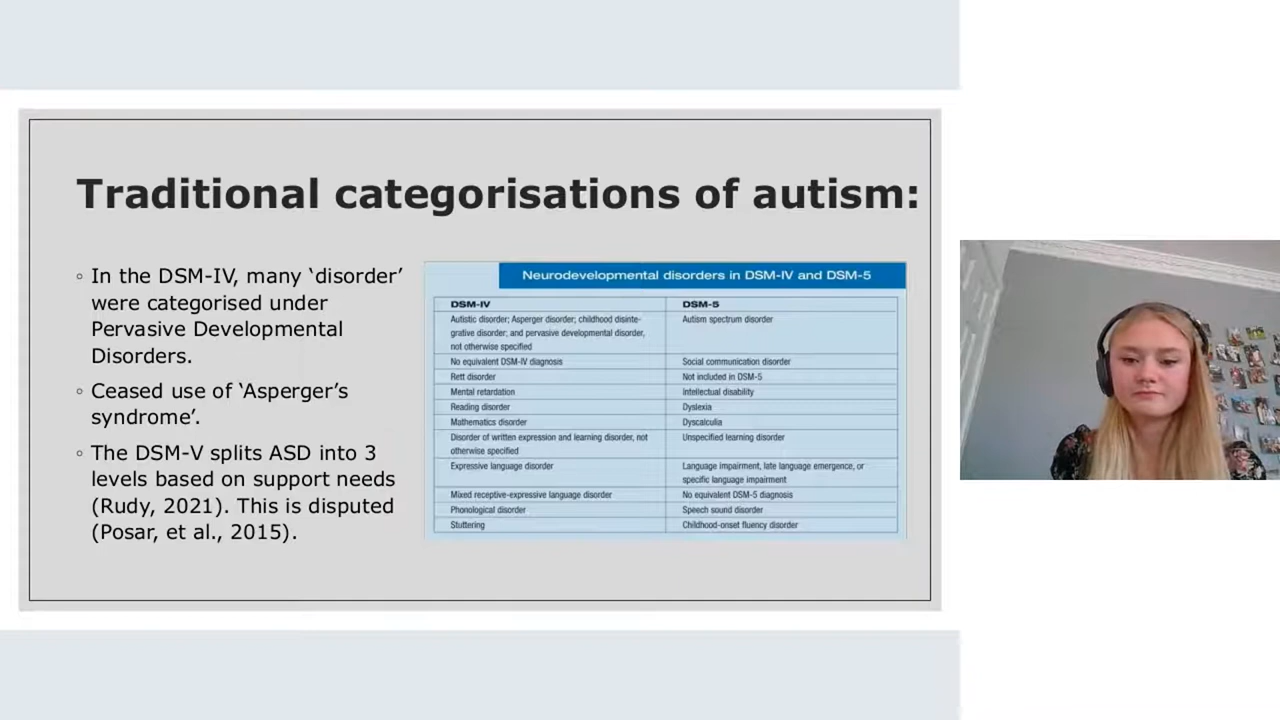 Traditional categorisations of autism:
◦ In the DSM-IV, many ‘disorder’
were categorised under
Pervasive Developmental
Disorders.
◦ Ceased use of ‘Asperger’s
syndrome’.
◦ The DSM-V splits ASD into 3
levels based on support needs
(Rudy, 2021). This is disputed
(Posar, et al., 2015).
Neurodevelopmental disorders in DSM-IV and DSM-5
DSM-IV DSM-5
Autistic disorder; Asperger disorder; childhood disinte- Autism spectrum disorder
grative disorder; and pervasive developmental disorder,
not otherwise specified
No equivalent DSM-IV diagnosis Social communication disorder
Rett disorder Not included in DSM-5
Mental retardation Intellectual disability
Reading disorder Dyslexia
Mathematics disorder Dyscalculia
Disorder of written expression and learning disorder, not Unspecified learning disorder
otherwise specified
Expressive language disorder Language impairment, late language emergence, or
specific language impairment
Mixed receptive-expressive language disorder No equivalent DSM-5 diagnosis
Phonological disorder Speech sound disorder
Stuttering Childhood-onset fluency disorder